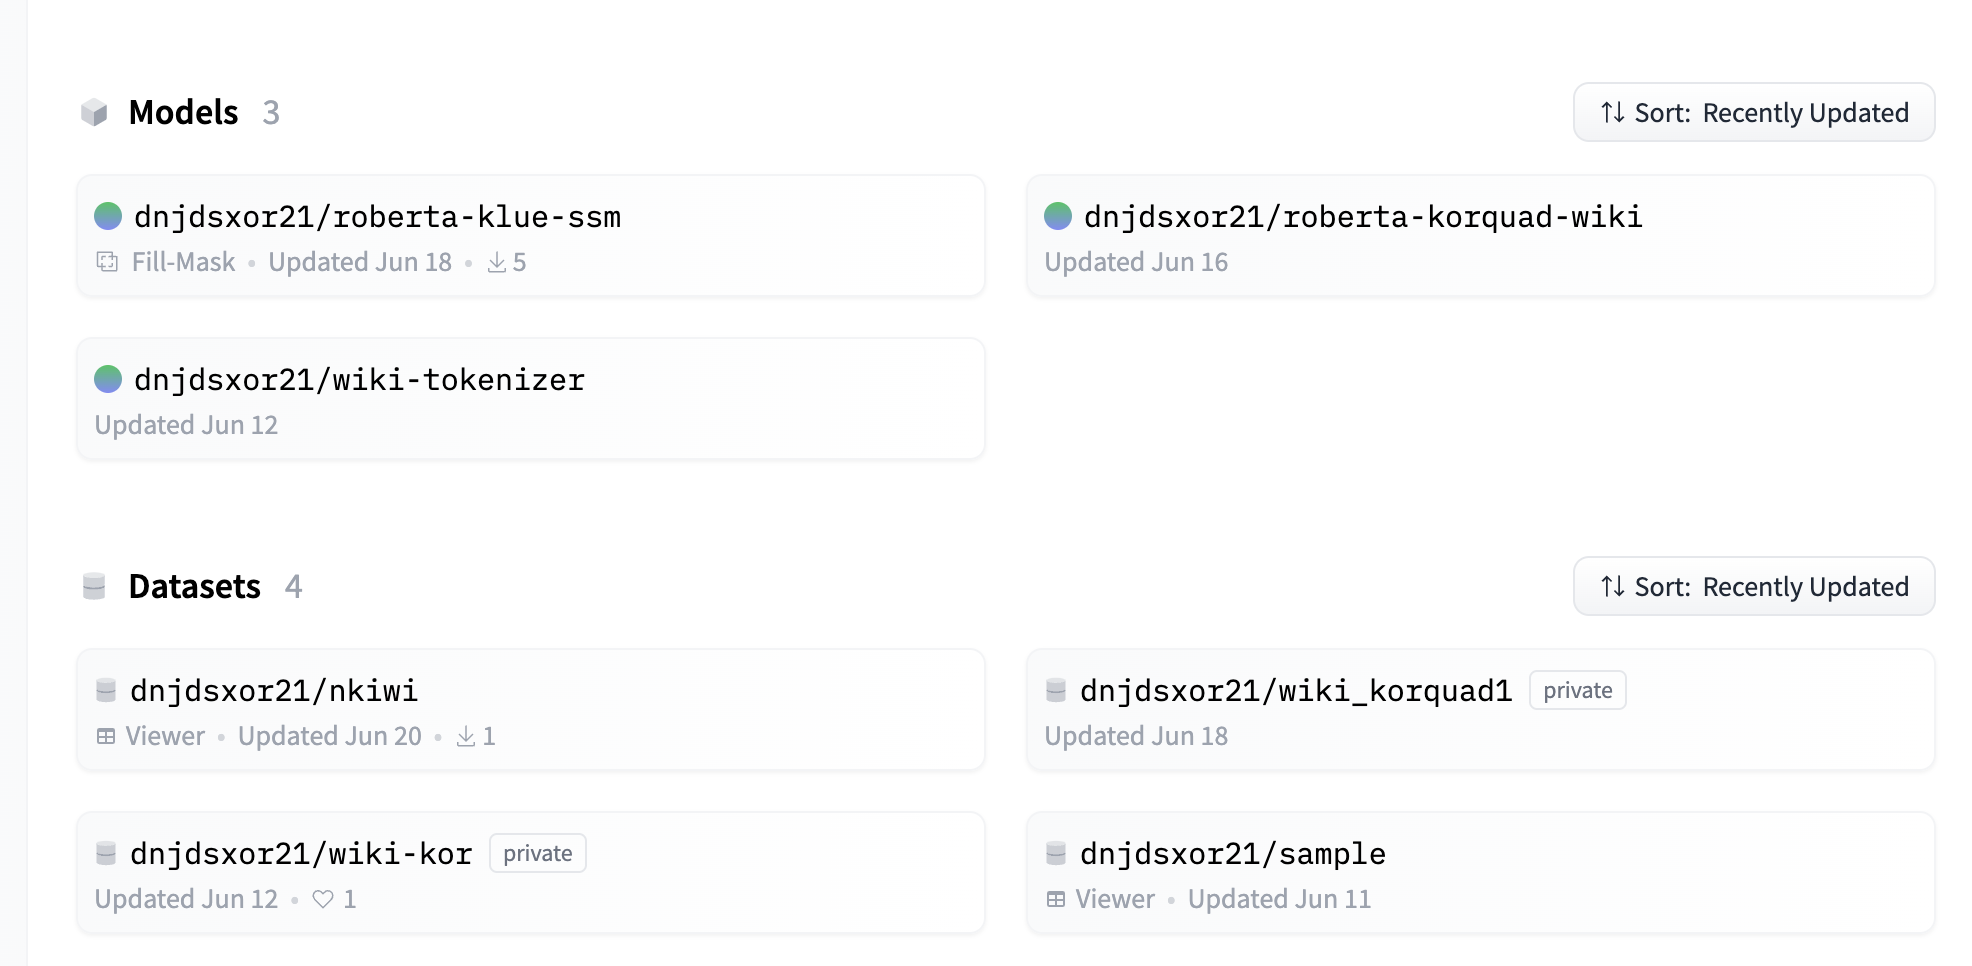 Models 3
Sort: Recently Updated
dnjdsxor21/roberta-klue-ssm
Fill-Mask • Updated Jun 18 • 5
dnjdsxor21/roberta-korquad-wiki
Updated Jun 16
dnjdsxor21/wiki-tokenizer
Updated Jun 12
Datasets 4
Sort: Recently Updated
dnjdsxor21/nkiwi
Viewer • Updated Jun 20 • 1
dnjdsxor21/wiki_korquad1 private
Updated Jun 18
dnjdsxor21/wiki-kor private
Updated Jun 12 • 1
dnjdsxor21/sample
Viewer • Updated Jun 11